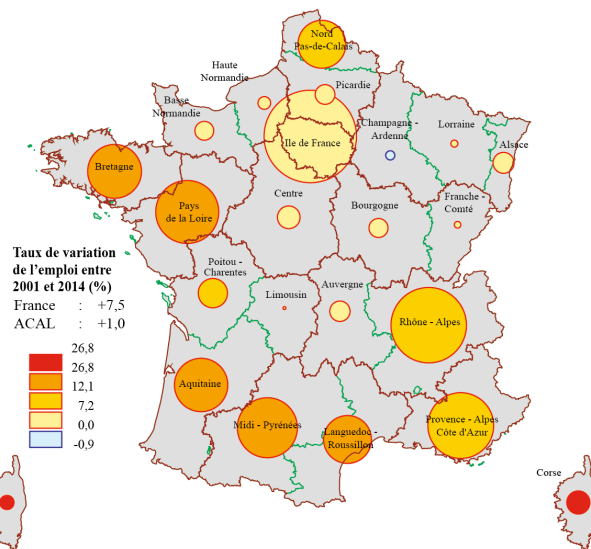 Nord
Pas-de-Calais
Haute
Normandie
Picardie
Basse
Normandie
Champagne -
Ardenne
Lorraine
Alsace
Ile de France
Bretagne
Pays
de la Loire
Centre
Bourgogne
Franche -
Comté
Taux de variation
de l'emploi entre
2001 et 2014 (%)
France : +7,5
ACAL : +1,0
Poitou -
Charentes
Limousin
Auvergne
Rhône - Alpes
26,8
26,8
12,1
7,2
0,0
-0,9
Aquitaine
Midi - Pyrénées
Languedoc -
Roussillon
Provence - Alpes
Côte d'Azur
Corse